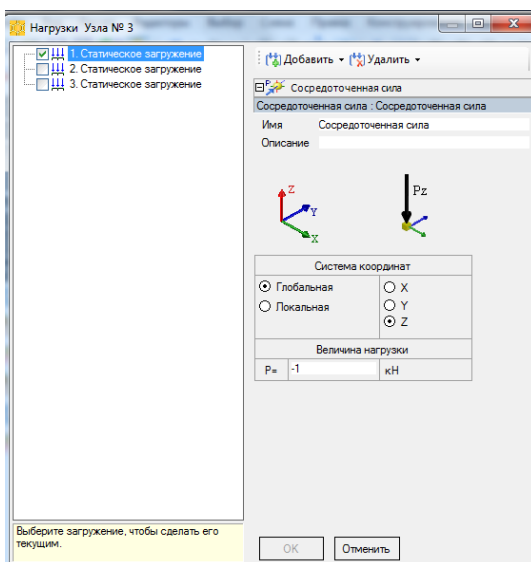 Нагрузки Узла № 3
1. Статическое загружение
2. Статическое загружение
3. Статическое загружение
Добавить Удалить
P Сосредоточенная сила
Сосредоточенная сила : Сосредоточенная сила
Имя Сосредоточенная сила
Описание
Z
Y
X
Pz
Система координат
Глобальная X
Локальная Y
Z
Величина нагрузки
P= -1 кН
Выберите загружение, чтобы сделать его
текущим.
OK Отменить